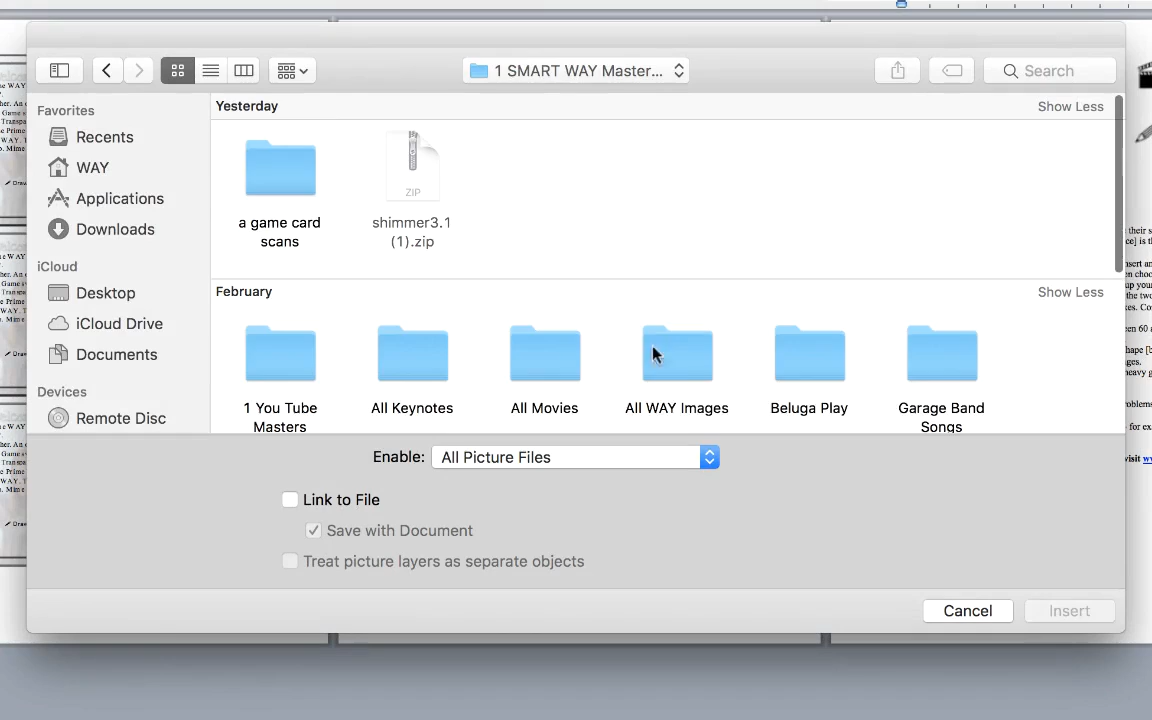 1 SMART WAY Master...
Search
Favorites
Recents
WAY
Applications
Downloads
iCloud
Desktop
iCloud Drive
Documents
Devices
Remote Disc
Yesterday
Show Less
ZIP
a game card
scans
shimmer3.1
(1).zip
February
Show Less
1 You Tube
Masters
All Keynotes
All Movies
All WAY Images
Beluga Play
Garage Band
Songs
Enable: All Picture Files
Link to File
Save with Document
Treat picture layers as separate objects
Cancel
Insert